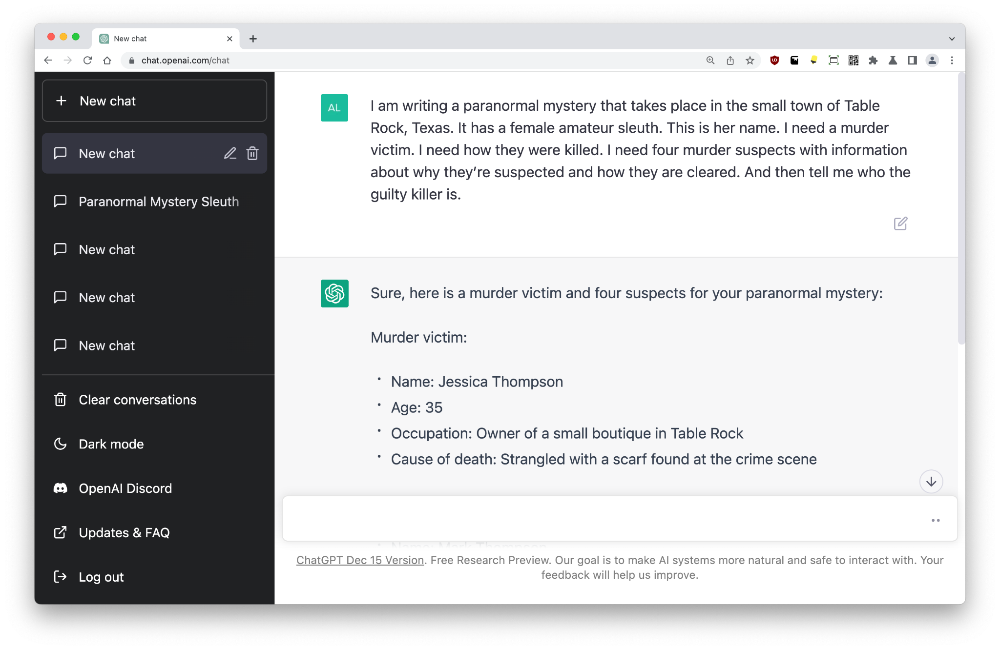 New chat
chat.openai.com/chat
New chat
New chat
Paranormal Mystery Sleuth
New chat
New chat
New chat
Clear conversations
Dark mode
OpenAI Discord
Updates & FAQ
Log out
AL
I am writing a paranormal mystery that takes place in the small town of Table
Rock, Texas. It has a female amateur sleuth. This is her name. I need a murder
victim. I need how they were killed. I need four murder suspects with information
about why they’re suspected and how they are cleared. And then tell me who the
guilty killer is.
Sure, here is a murder victim and four suspects for your paranormal mystery:
Murder victim:
• Name: Jessica Thompson
• Age: 35
• Occupation: Owner of a small boutique in Table Rock
• Cause of death: Strangled with a scarf found at the crime scene
• Name: Mark Thompson
ChatGPT Dec 15 Version. Free Research Preview. Our goal is to make AI systems more natural and safe to interact with. Your
feedback will help us improve.